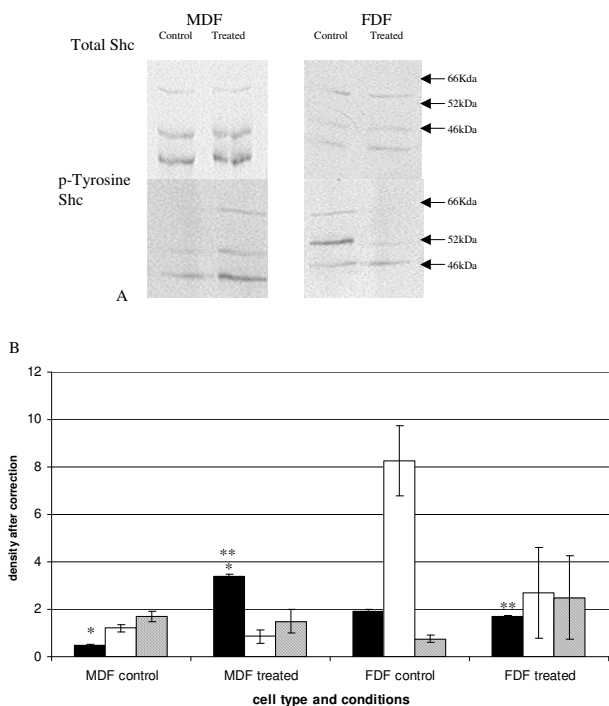 MDF FDF
Total Shc Control Treated Control Treated
66Kda
52kDa
46kDa
p-Tyrosine
Shc
66Kda
52kDa
46kDa
A
B
density after correction
12
10
8
6
4
2
0
*
**
*
**
MDF control MDF treated FDF control FDF treated
cell type and conditions